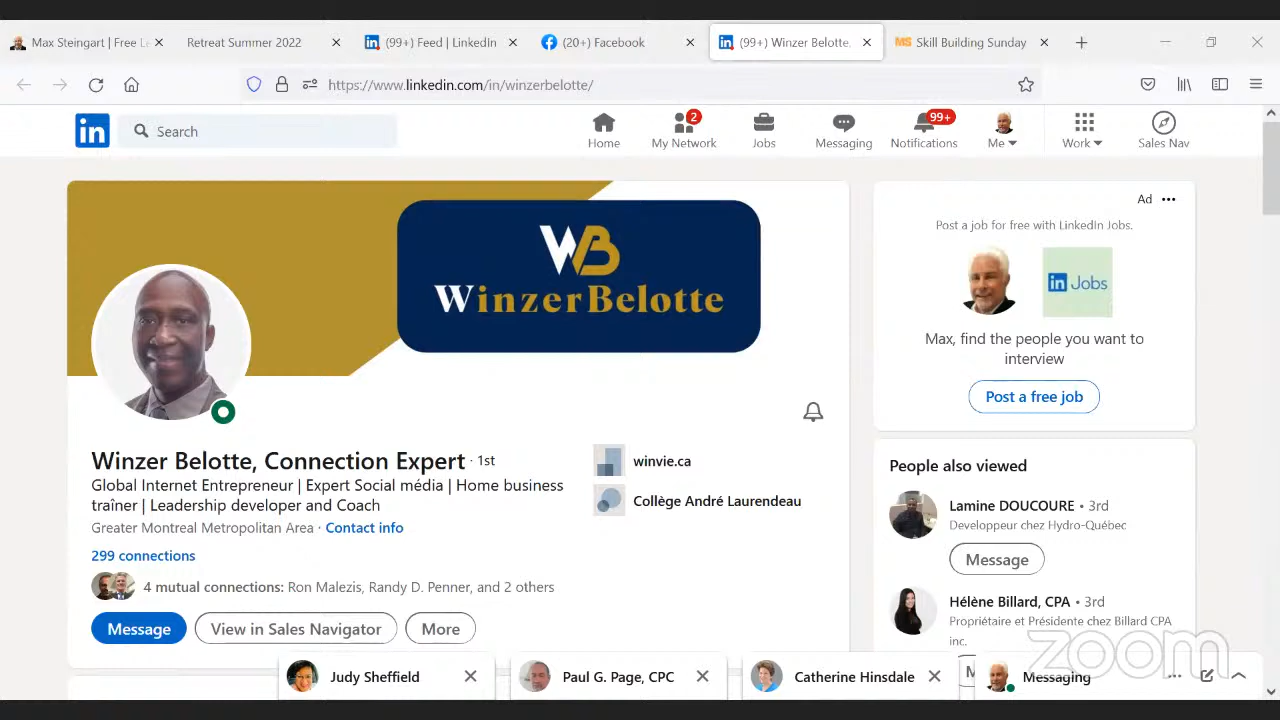 Max Steingart | Free Le
Retreat Summer 2022
(99+) Feed | LinkedIn
(20+) Facebook
(99+) Winzer Belotte,
MS Skill Building Sunday
https://www.linkedin.com/in/winzerbelotte/
in
Search
Home
2
My Network
Jobs
Messaging
99+
Notifications
Me
Work
Sales Nav
WB
WinzerBelotte
Winzer Belotte, Connection Expert · 1st
Global Internet Entrepreneur | Expert Social média | Home business
traîner | Leadership developer and Coach
Greater Montreal Metropolitan Area · Contact info
299 connections
4 mutual connections: Ron Malezis, Randy D. Penner, and 2 others
Message
View in Sales Navigator
More
winvie.ca
Collège André Laurendeau
Ad
Post a job for free with LinkedIn Jobs.
in Jobs
Max, find the people you want to
interview
Post a free job
People also viewed
Lamine DOUCOURE • 3rd
Developpeur chez Hydro-Québec
Message
Hélène Billard, CPA • 3rd
Propriétaire et Présidente chez Billard CPA
inc.
zoom
Judy Sheffield
Paul G. Page, CPC
Catherine Hinsdale
Messaging